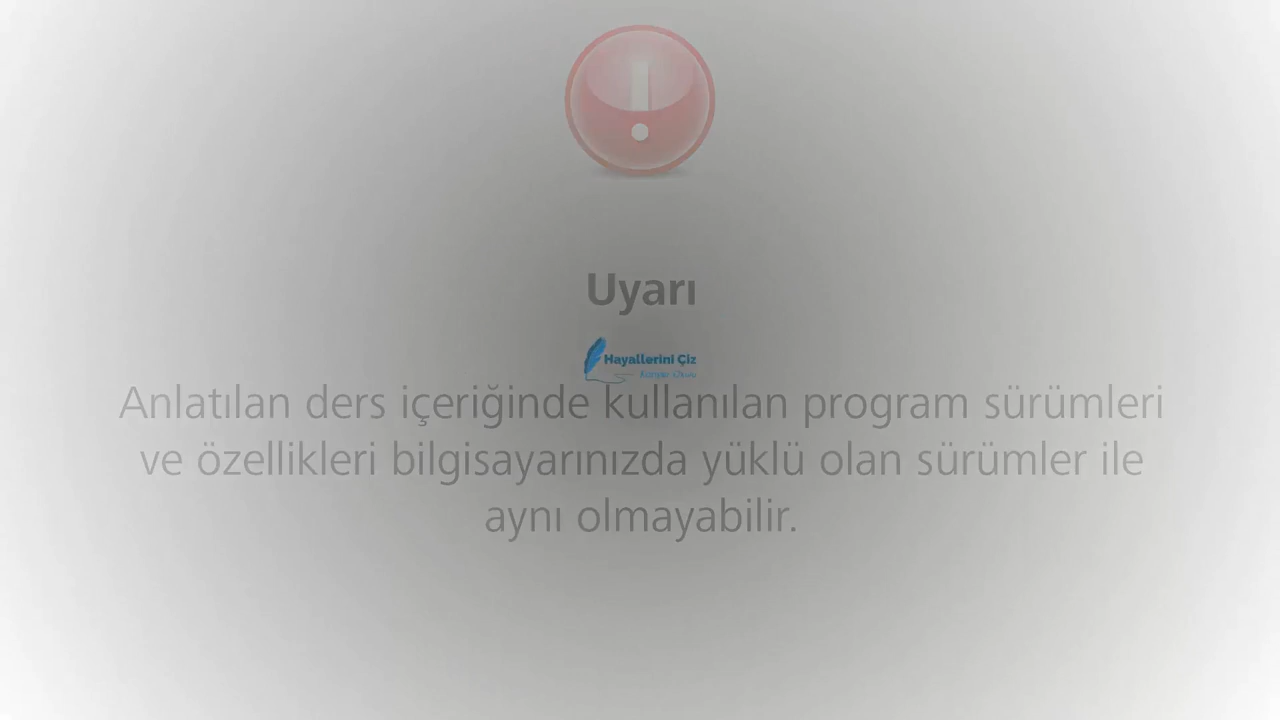 Uyarı
Hayallerini Çiz
Anlatılan ders içeriğinde kullanılan program sürümleri
ve özellikleri bilgisayarınızda yüklü olan sürümler ile
aynı olmayabilir.